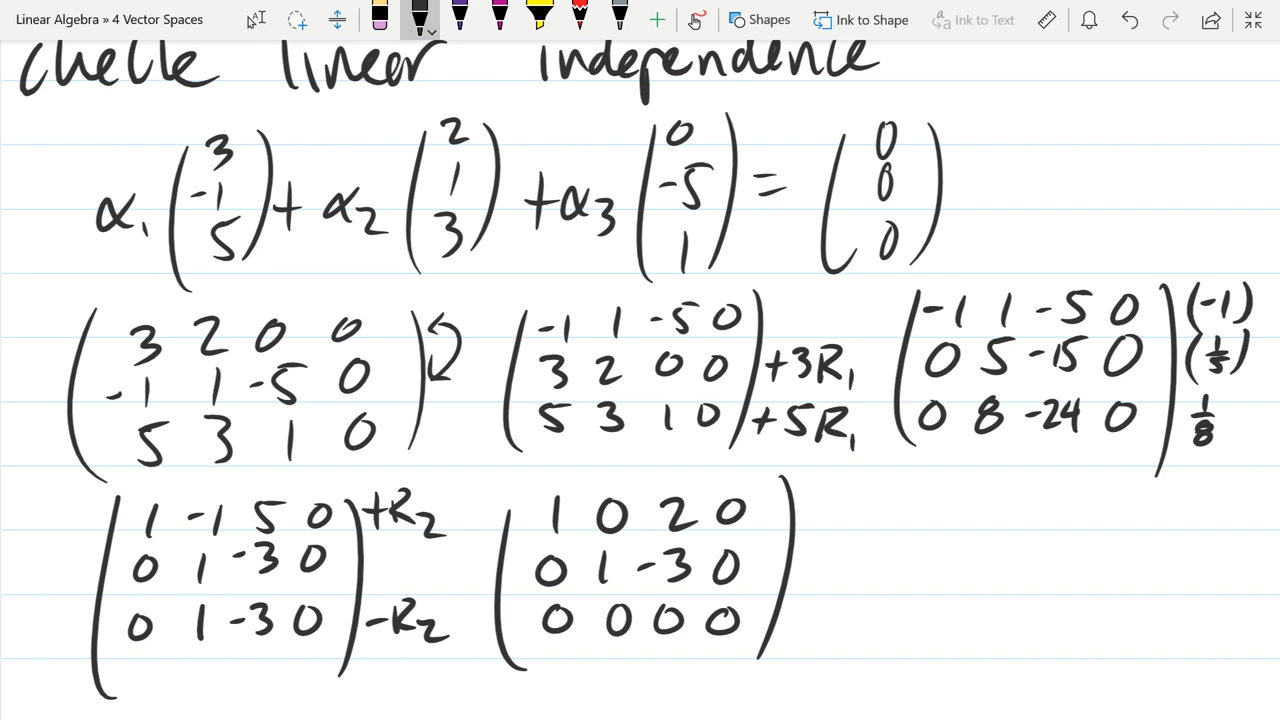 Linear Algebra » 4 Vector Spaces Shapes Ink to Shape Ink to Text
Check linear independence
α₁ (3 -1 5) + α₂ (2 1 3) + α₃ (0 -5 1) = (0 0 0)
3 2 0 0
-1 1 -5 0
5 3 1 0
-1 1 -5 0
3 2 0 0 +3R₁
5 3 1 0 +5R₁
-1 1 -5 0 (-1)
0 5 -15 0 (1/5)
0 8 -24 0 1/8
1 -1 5 0 +R₂
0 1 -3 0
0 1 -3 0 -R₂
1 0 2 0
0 1 -3 0
0 0 0 0